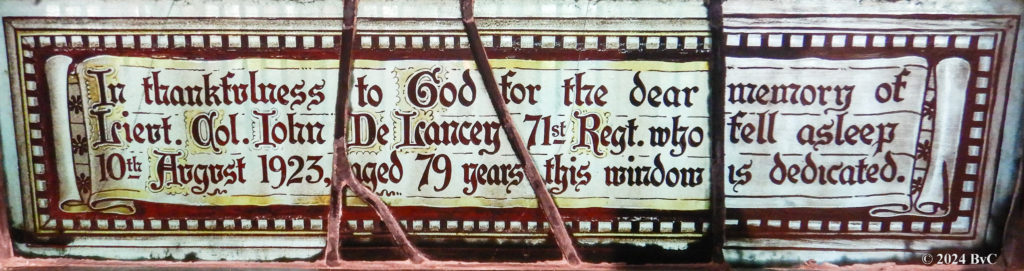 In thankfulness to God for the dear memory of
Lieut. Col. John De Lancey 71st Regt. who fell asleep
10th August 1923, aged 79 years this window is dedicated.
© 2024 BvC